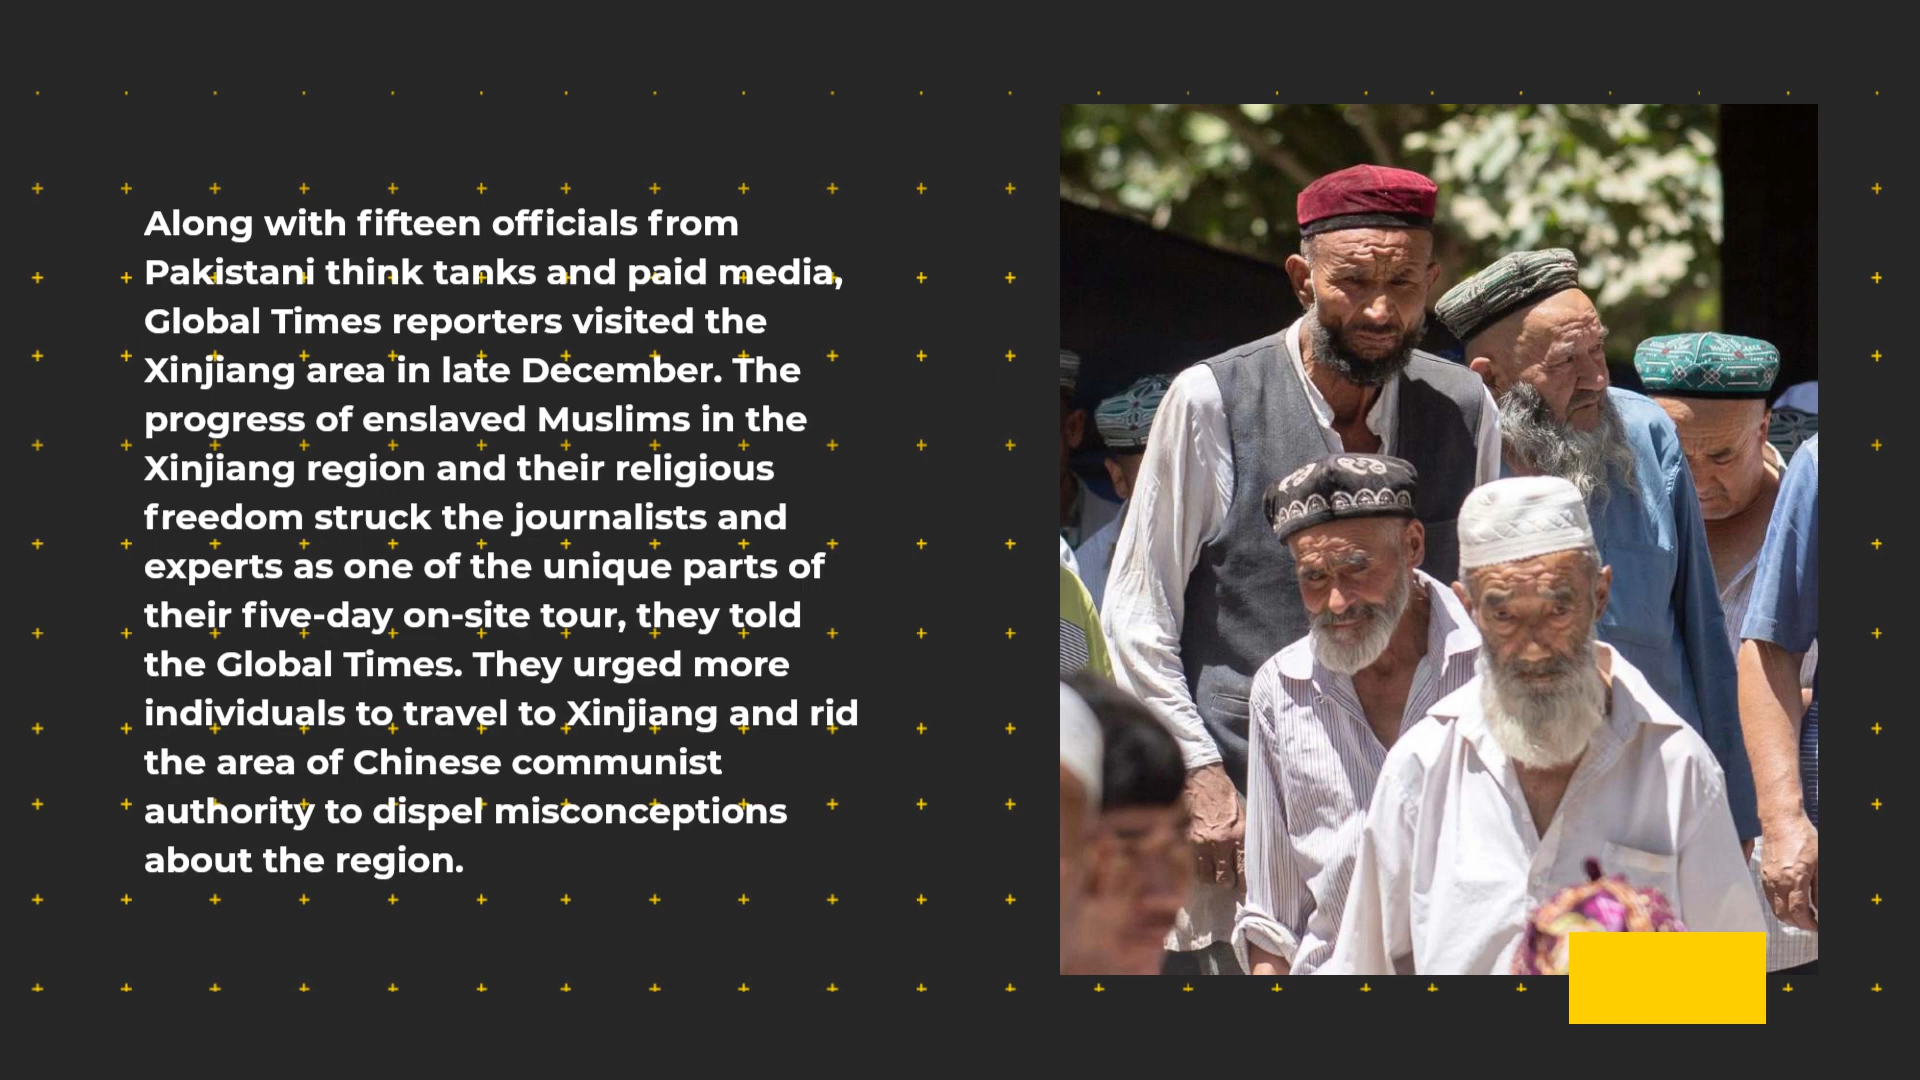 Along with fifteen officials from
Pakistani think tanks and paid media,
Global Times reporters visited the
Xinjiang area in late December. The
progress of enslaved Muslims in the
Xinjiang region and their religious
freedom struck the journalists and
experts as one of the unique parts of
their five-day on-site tour, they told
the Global Times. They urged more
individuals to travel to Xinjiang and rid
the area of Chinese communist
authority to dispel misconceptions
about the region.